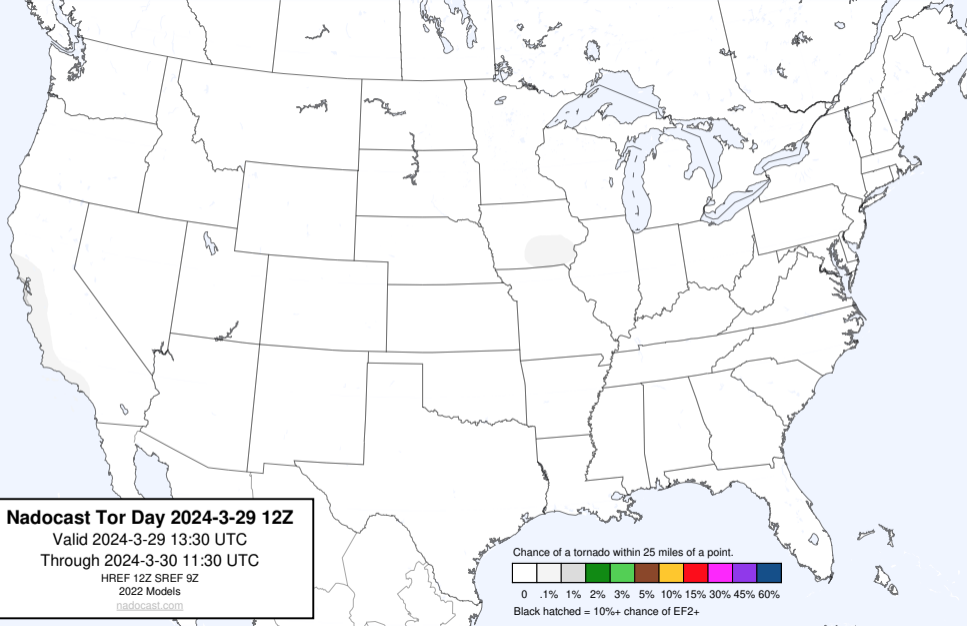 Nadocast Tor Day 2024-3-29 12Z
Valid 2024-3-29 13:30 UTC
Through 2024-3-30 11:30 UTC
HREF 12Z SREF 9Z
2022 Models
nadocast.com
Chance of a tornado within 25 miles of a point.
0 .1% 1% 2% 3% 5% 10% 15% 30% 45% 60%
Black hatched = 10%+ chance of EF2+